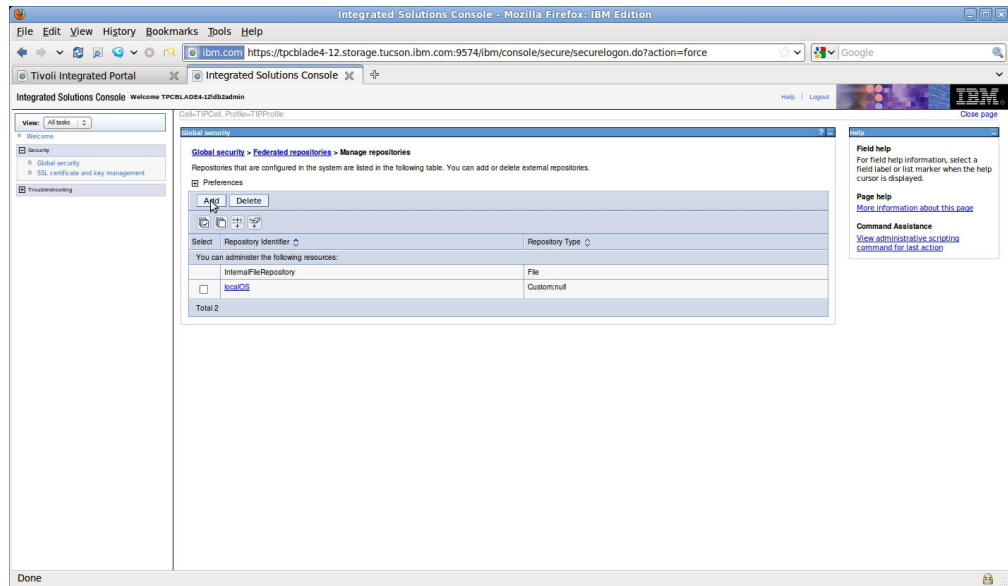 Integrated Solutions Console - Mozilla Firefox: IBM Edition
File Edit View History Bookmarks Tools Help
ibm.com https://tpcblade4-12.storage.tucson.ibm.com:9574/ibm/console/secure/securelogon.do?action=force
Google
Tivoli Integrated Portal
Integrated Solutions Console
Integrated Solutions Console Welcome TPCBLADE4-12\db2admin
Help | Logout
IBM.
View: All tasks
Cell=TIPCell, Profile=TIPProfile
Close page
Welcome
Security
Global security
SSL certificate and key management
Troubleshooting
Global security
? -
Global security > Federated repositories > Manage repositories
Repositories that are configured in the system are listed in the following table. You can add or delete external repositories.
Preferences
Add Delete
Select Repository Identifier Repository Type
You can administer the following resources:
InternalFileRepository File
localOS Custom:null
Total 2
Help
Field help
For field help information, select a
field label or list marker when the help
cursor is displayed.
Page help
More information about this page
Command Assistance
View administrative scripting
command for last action
Done